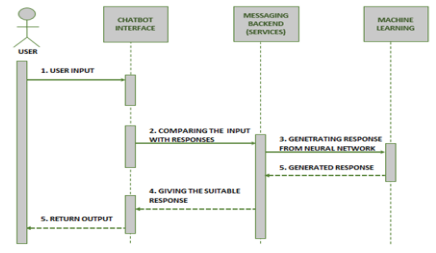 CHATBOT
INTERFACE
MESSAGING
BACKEND
(SERVICES)
MACHINE
LEARNING
USER
1. USER INPUT
2. COMPARING THE INPUT
WITH RESPONSES
3. GENETRATING RESPONSE
FROM NEURAL NETWORK
5. GENERATED RESPONSE
4. GIVING THE SUITABLE
RESPONSE
5. RETURN OUTPUT